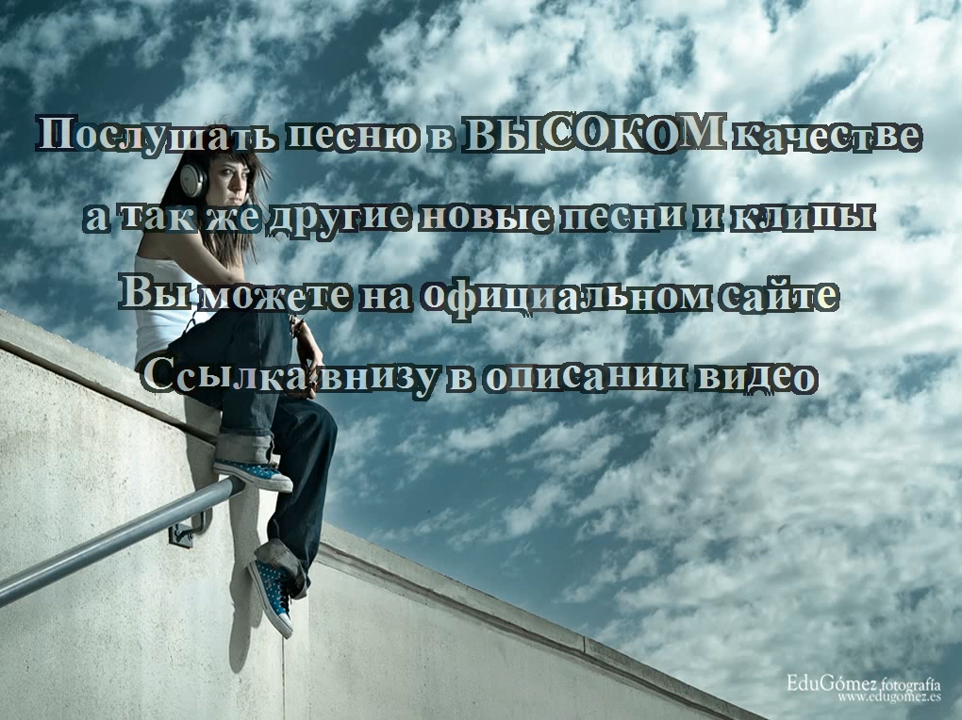 Послушать песню в ВЫСОКОМ качестве
а так же другие новые песни и клипы
Вы можете на официальном сайте
Ссылка внизу в описании видео
EduGómez fotografía
www.edugomez.es